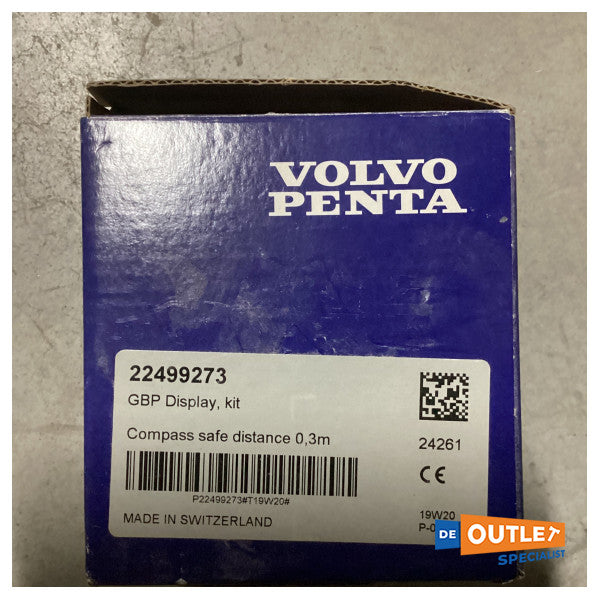 VOLVO
PENTA
22499273
GBP Display, kit
Compass safe distance 0,3m
24261
P22499273#T19W20#
CE
MADE IN SWITZERLAND
19W20
DE OUTLET
SPECIALIST